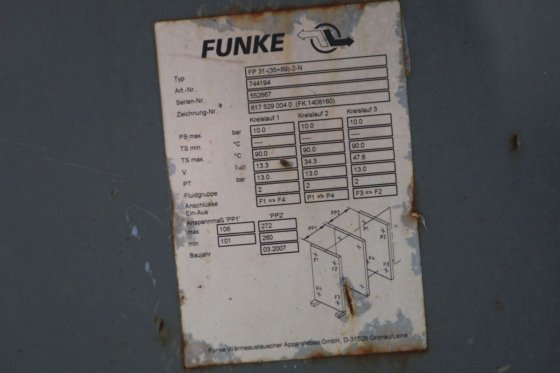 FUNKE
Typ FP 31-(35+69)-2-N
Art.-Nr. 744194
Serien-Nr. 552667
Zeichnung-Nr. 617 529 004 0 (FK 1408160)
Kreislauf 1 Kreislauf 2 Kreislauf 3
PS max. bar 10.0 10.0 10.0
TS min. °C ---- ---- ----
TS max. °C 90.0 90.0 90.0
V 13.3 34.3 47.6
PT bar 13.0 13.0 13.0
Fluidgruppe 2 2 2
Anschlüsse
Ein-Aus F1 => F4 P1 => P4 F3 => F2
Anspannmaß 'PP1' 'PP2'
max 106 272
min 101 260
Baujahr 03.2007
PP1 PP2
Funke Wärmeaustauscher Apparatebau GmbH, D-31028 Gronau/Leine